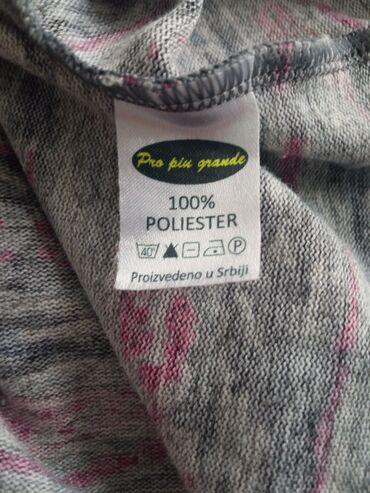 Pro piu grande
100%
POLIESTER
40° P
Proizvedeno u Srbiji